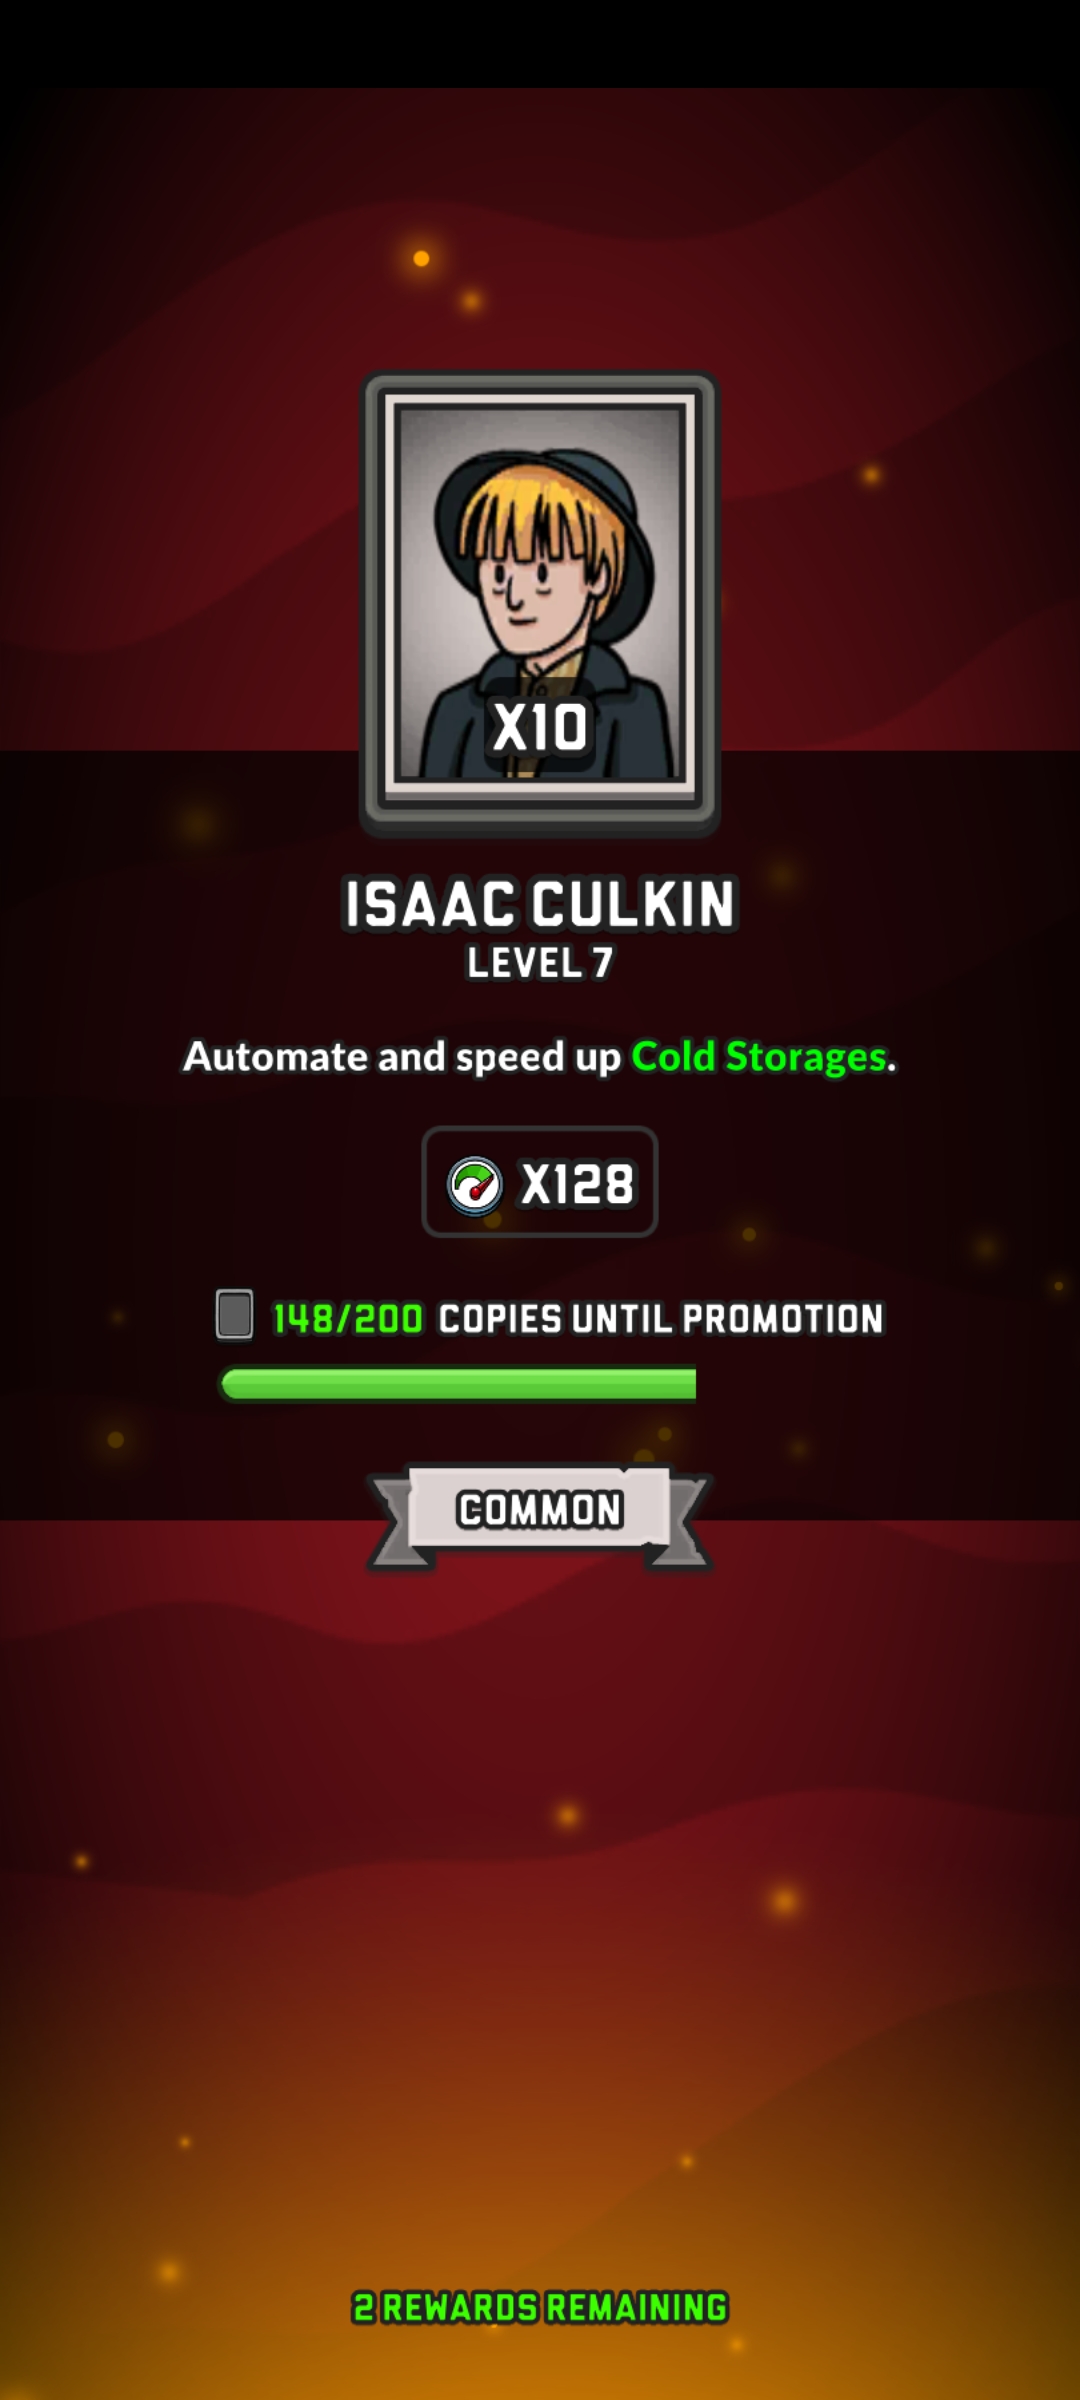 X10
ISAAC CULKIN
LEVEL 7
Automate and speed up Cold Storages.
X128
148/200 COPIES UNTIL PROMOTION
COMMON
2 REWARDS REMAINING